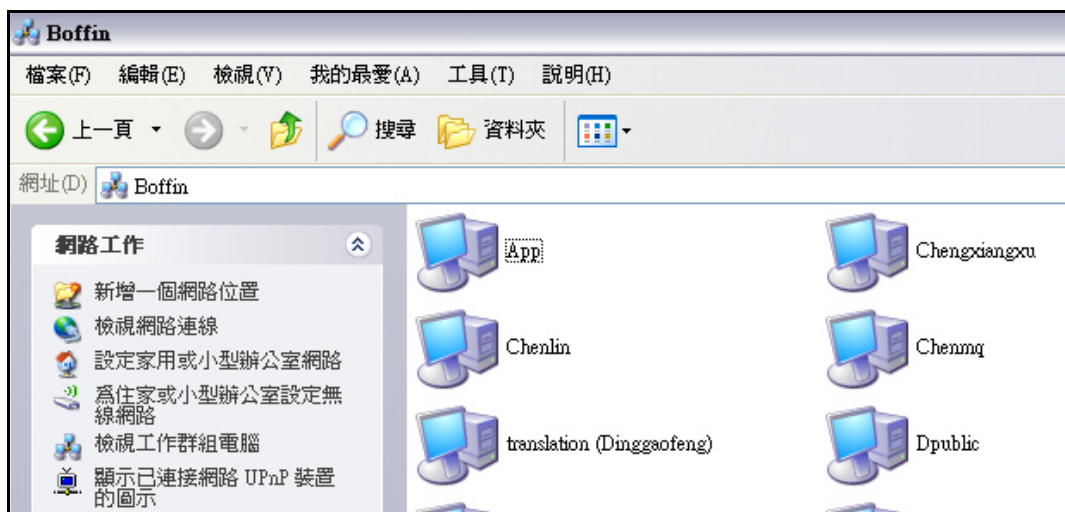 Boffin
檔案(F) 編輯(E) 檢視(V) 我的最愛(A) 工具(T) 說明(H)
上一頁 搜尋 資料夾
網址(D) Boffin
網路工作
新增一個網路位置
檢視網路連線
設定家用或小型辦公室網路
為住家或小型辦公室設定無
線網路
檢視工作群組電腦
顯示已連接網路 UPnP 裝置
的圖示
App
Chengxiangxu
Chenlin
Chenmq
translation (Dinggaofeng)
Dpublic